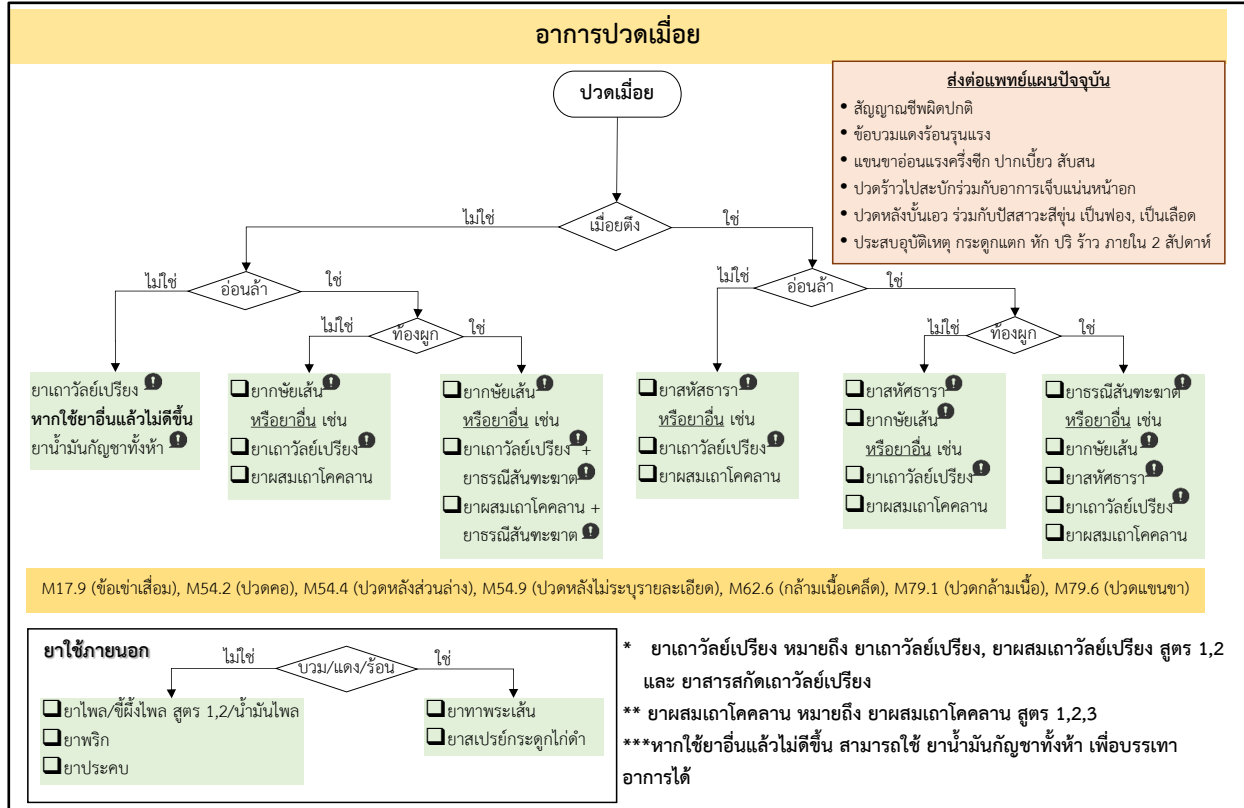 อาการปวดเมื่อย
ปวดเมื่อย
ส่งต่อแพทย์แผนปัจจุบัน
• สัญญาณชีพผิดปกติ
• ข้อบวมแดงร้อนรุนแรง
• แขนขาอ่อนแรงครึ่งซีก ปากเบี้ยว สับสน
• ปวดร้าวไปสะบักร่วมกับอาการเจ็บแน่นหน้าอก
• ปวดหลังบั้นเอว ร่วมกับปัสสาวะสีขุ่น เป็นฟอง, เป็นเลือด
• ประสบอุบัติเหตุ กระดูกแตก หัก ปริ ร้าว ภายใน 2 สัปดาห์
ไม่ใช่
เมื่อยตึง
ใช่
ไม่ใช่
อ่อนล้า
ใช่
ไม่ใช่
อ่อนล้า
ใช่
ไม่ใช่
ท้องผูก
ใช่
ไม่ใช่
ท้องผูก
ใช่
ยาเถาวัลย์เปรียง
หากใช้ยาอื่นแล้วไม่ดีขึ้น
ยาน้ำมันกัญชาทั้งห้า
ยากษัยเส้น
หรือยาอื่น เช่น
ยาเถาวัลย์เปรียง
ยาผสมเถาโคคลาน
ยากษัยเส้น
หรือยาอื่น เช่น
ยาเถาวัลย์เปรียง +
ยาธรณีสันฑะฆาต
ยาผสมเถาโคคลาน +
ยาธรณีสันฑะฆาต
ยาสหัสธารา
หรือยาอื่น เช่น
ยาเถาวัลย์เปรียง
ยาผสมเถาโคคลาน
ยาสหัศธารา
ยากษัยเส้น
หรือยาอื่น เช่น
ยาเถาวัลย์เปรียง
ยาผสมเถาโคคลาน
ยาธรณีสันฑะฆาต
หรือยาอื่น เช่น
ยากษัยเส้น
ยาสหัศธารา
ยาเถาวัลย์เปรียง
ยาผสมเถาโคคลาน
M17.9 (ข้อเข่าเสื่อม), M54.2 (ปวดคอ), M54.4 (ปวดหลังส่วนล่าง), M54.9 (ปวดหลังไม่ระบุรายละเอียด), M62.6 (กล้ามเนื้อเคล็ด), M79.1 (ปวดกล้ามเนื้อ), M79.6 (ปวดแขนขา)
ยาใช้ภายนอก
ไม่ใช่
บวม/แดง/ร้อน
ใช่
ยาไพล/ขี้ผึ้งไพล สูตร 1,2/น้ำมันไพล
ยาพริก
ยาประคบ
ยาทาพระเส้น
ยาสเปรย์กระดูกไก่ดำ
* ยาเถาวัลย์เปรียง หมายถึง ยาเถาวัลย์เปรียง, ยาผสมเถาวัลย์เปรียง สูตร 1,2
และ ยาสารสกัดเถาวัลย์เปรียง
** ยาผสมเถาโคคลาน หมายถึง ยาผสมเถาโคคลาน สูตร 1,2,3
***หากใช้ยาอื่นแล้วไม่ดีขึ้น สามารถใช้ ยาน้ำมันกัญชาทั้งห้า เพื่อบรรเทา
อาการได้